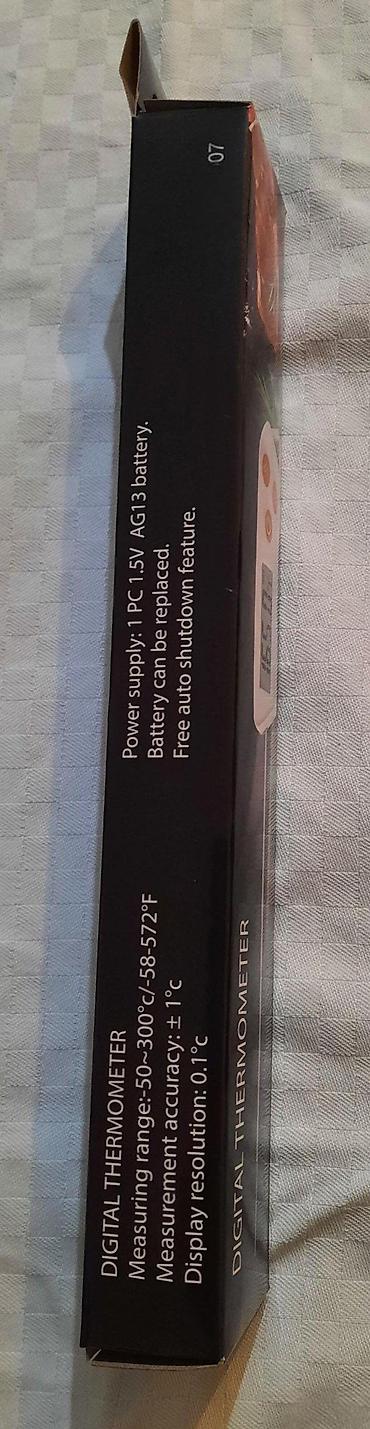 DIGITAL THERMOMETER
Measuring range:-50~300°c/-58-572°F
Measurement accuracy: ± 1°c
Display resolution: 0.1°c
Power supply: 1 PC 1.5V AG13 battery.
Battery can be replaced.
Free auto shutdown feature.
07
DIGITAL THERMOMETER